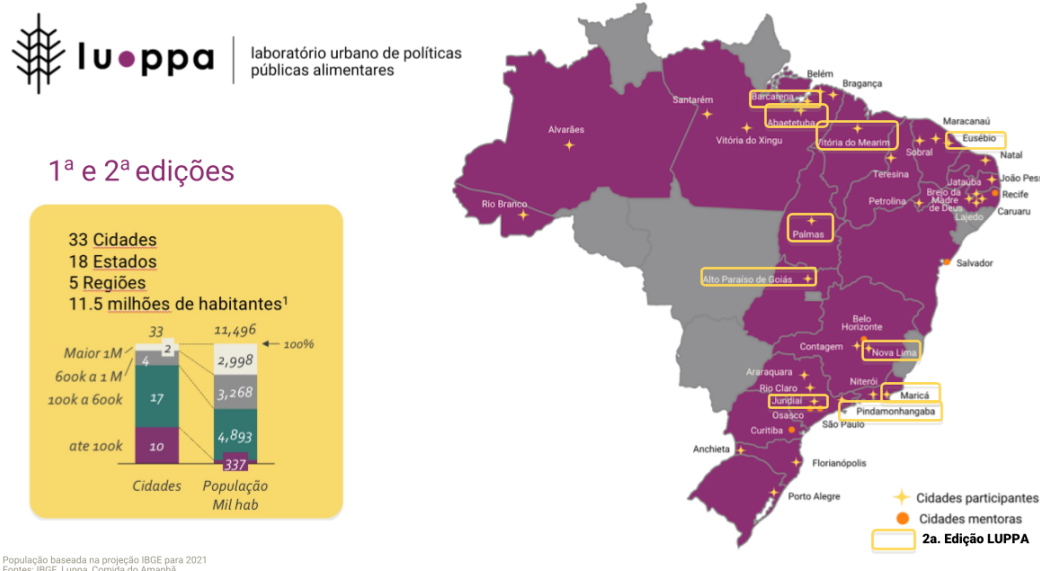 luppa
laboratório urbano de políticas
públicas alimentares
1ª e 2ª edições
33 Cidades
18 Estados
5 Regiões
11.5 milhões de habitantes¹
33
11,496
100%
Maior 1M
2
2,998
600k a 1 M
4
3,268
100k a 600k
17
4,893
ate 100k
10
337
Cidades
População
Mil hab
População baseada na projeção IBGE para 2021
Fontes: IBGE, Luppa, Comida do Amanhã
Belém
Bragança
Barcarena
Santarém
Abaetetuba
Maracanaú
Alvarães
Vitória do Xingu
Vitória do Mearim
Eusébio
Sobral
Natal
Teresina
Jataúba
João Pess
Rio Branco
Petrolina
Brejo da
Madre
de Deus
Recife
Lajedo
Caruaru
Palmas
Salvador
Alto Paraíso de Goiás
Belo
Horizonte
Contagem
Nova Lima
Araraquara
Niterói
Rio Claro
Maricá
Jundiaí
Pindamonhangaba
Osasco
São Paulo
Curitiba
Anchieta
Florianópolis
Porto Alegre
Cidades participantes
Cidades mentoras
2a. Edição LUPPA